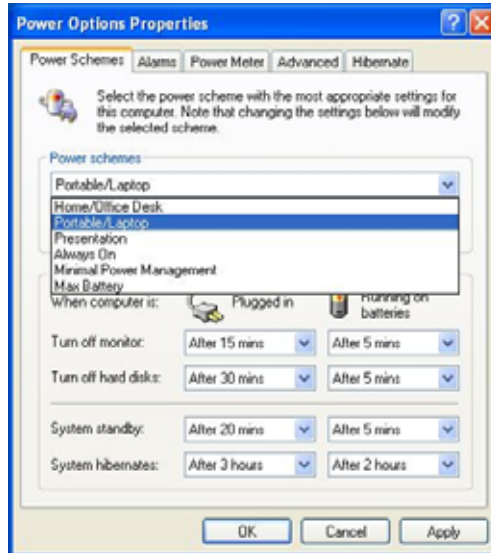 Power Options Properties
Power Schemes Alarms Power Meter Advanced Hibernate
Select the power scheme with the most appropriate settings for
this computer. Note that changing the settings below will modify
the selected scheme.
Power schemes
Portable/Laptop
Home/Office Desk
Portable/Laptop
Presentation
Always On
Minimal Power Management
Max Battery
When computer is: Plugged in Running on
batteries
Turn off monitor: After 15 mins After 5 mins
Turn off hard disks: After 30 mins After 5 mins
System standby: After 20 mins After 5 mins
System hibernates: After 3 hours After 2 hours
OK Cancel Apply